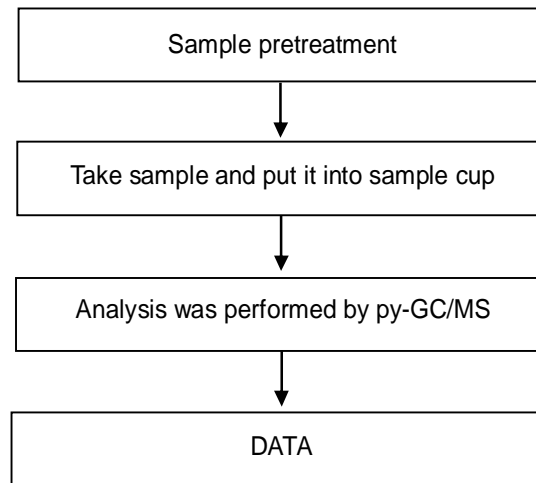 Sample pretreatment
Take sample and put it into sample cup
Analysis was performed by py-GC/MS
DATA